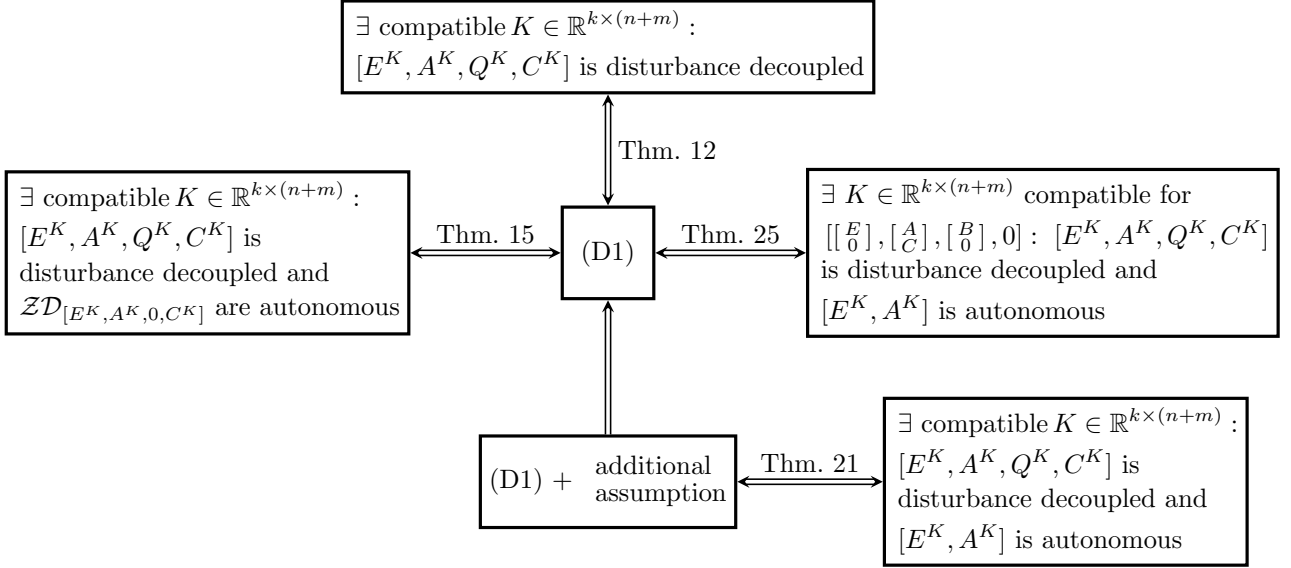 ∃ compatible K ∈ ℝ^{k×(n+m)} :
[E^K, A^K, Q^K, C^K] is disturbance decoupled
Thm. 12
∃ compatible K ∈ ℝ^{k×(n+m)} :
[E^K, A^K, Q^K, C^K] is
disturbance decoupled and
𝒵𝒟_{[E^K,A^K,0,C^K]} are autonomous
Thm. 15
(D1)
Thm. 25
∃ K ∈ ℝ^{k×(n+m)} compatible for
[[E 0], [A C], [B 0], 0] : [E^K, A^K, Q^K, C^K]
is disturbance decoupled and
[E^K, A^K] is autonomous
(D1) + additional
assumption
Thm. 21
∃ compatible K ∈ ℝ^{k×(n+m)} :
[E^K, A^K, Q^K, C^K] is
disturbance decoupled and
[E^K, A^K] is autonomous